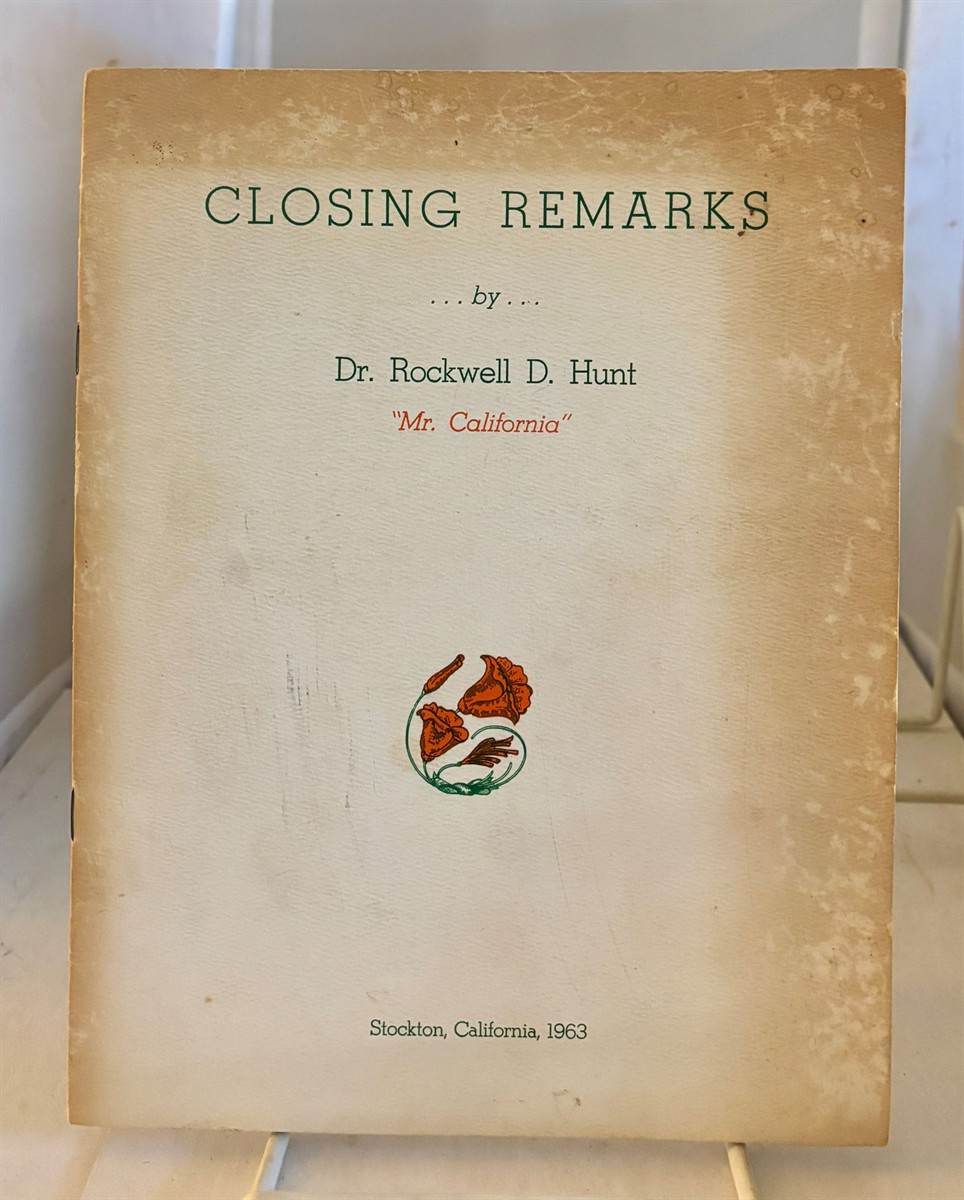 CLOSING REMARKS
...by...
Dr. Rockwell D. Hunt
"Mr. California"
Stockton, California, 1963